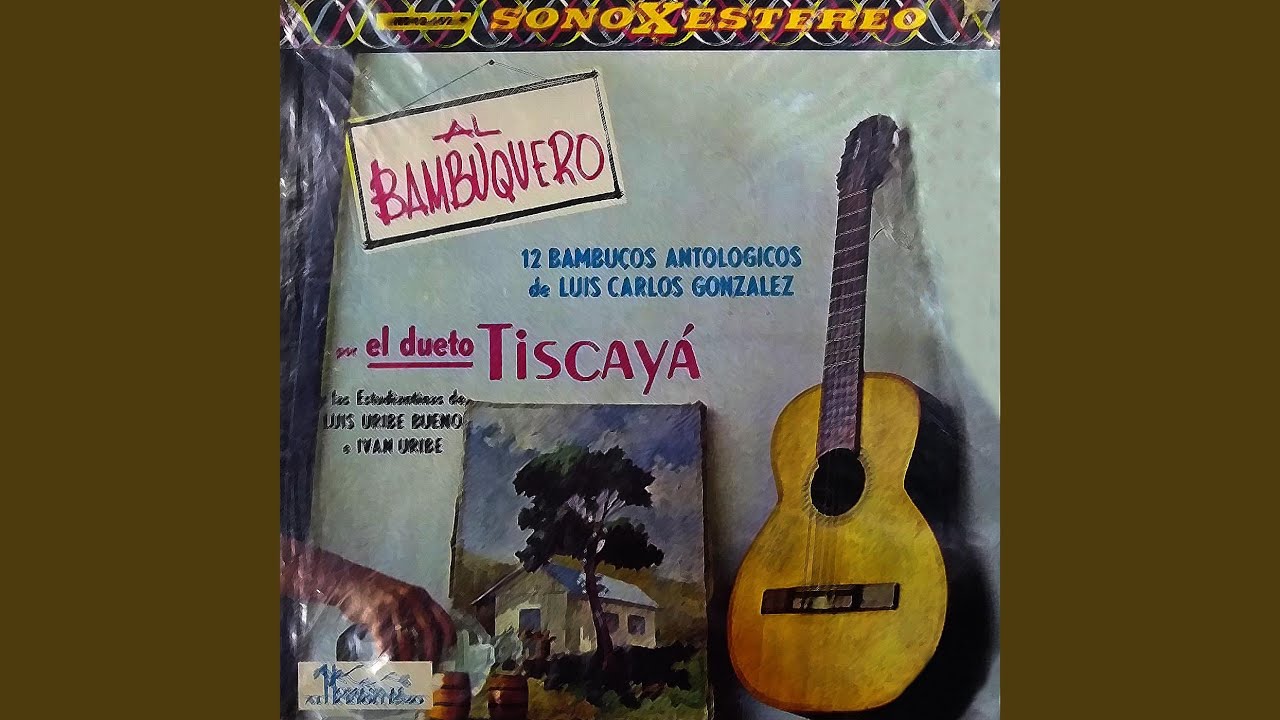 SONOXESTEREO
AL
BAMBUQUERO
12 BAMBUCOS ANTOLOGICOS
de LUIS CARLOS GONZALEZ
por el dueto TISCAYÁ
las Estudiantinas de
LUIS URIBE BUENO
e IVAN URIBE